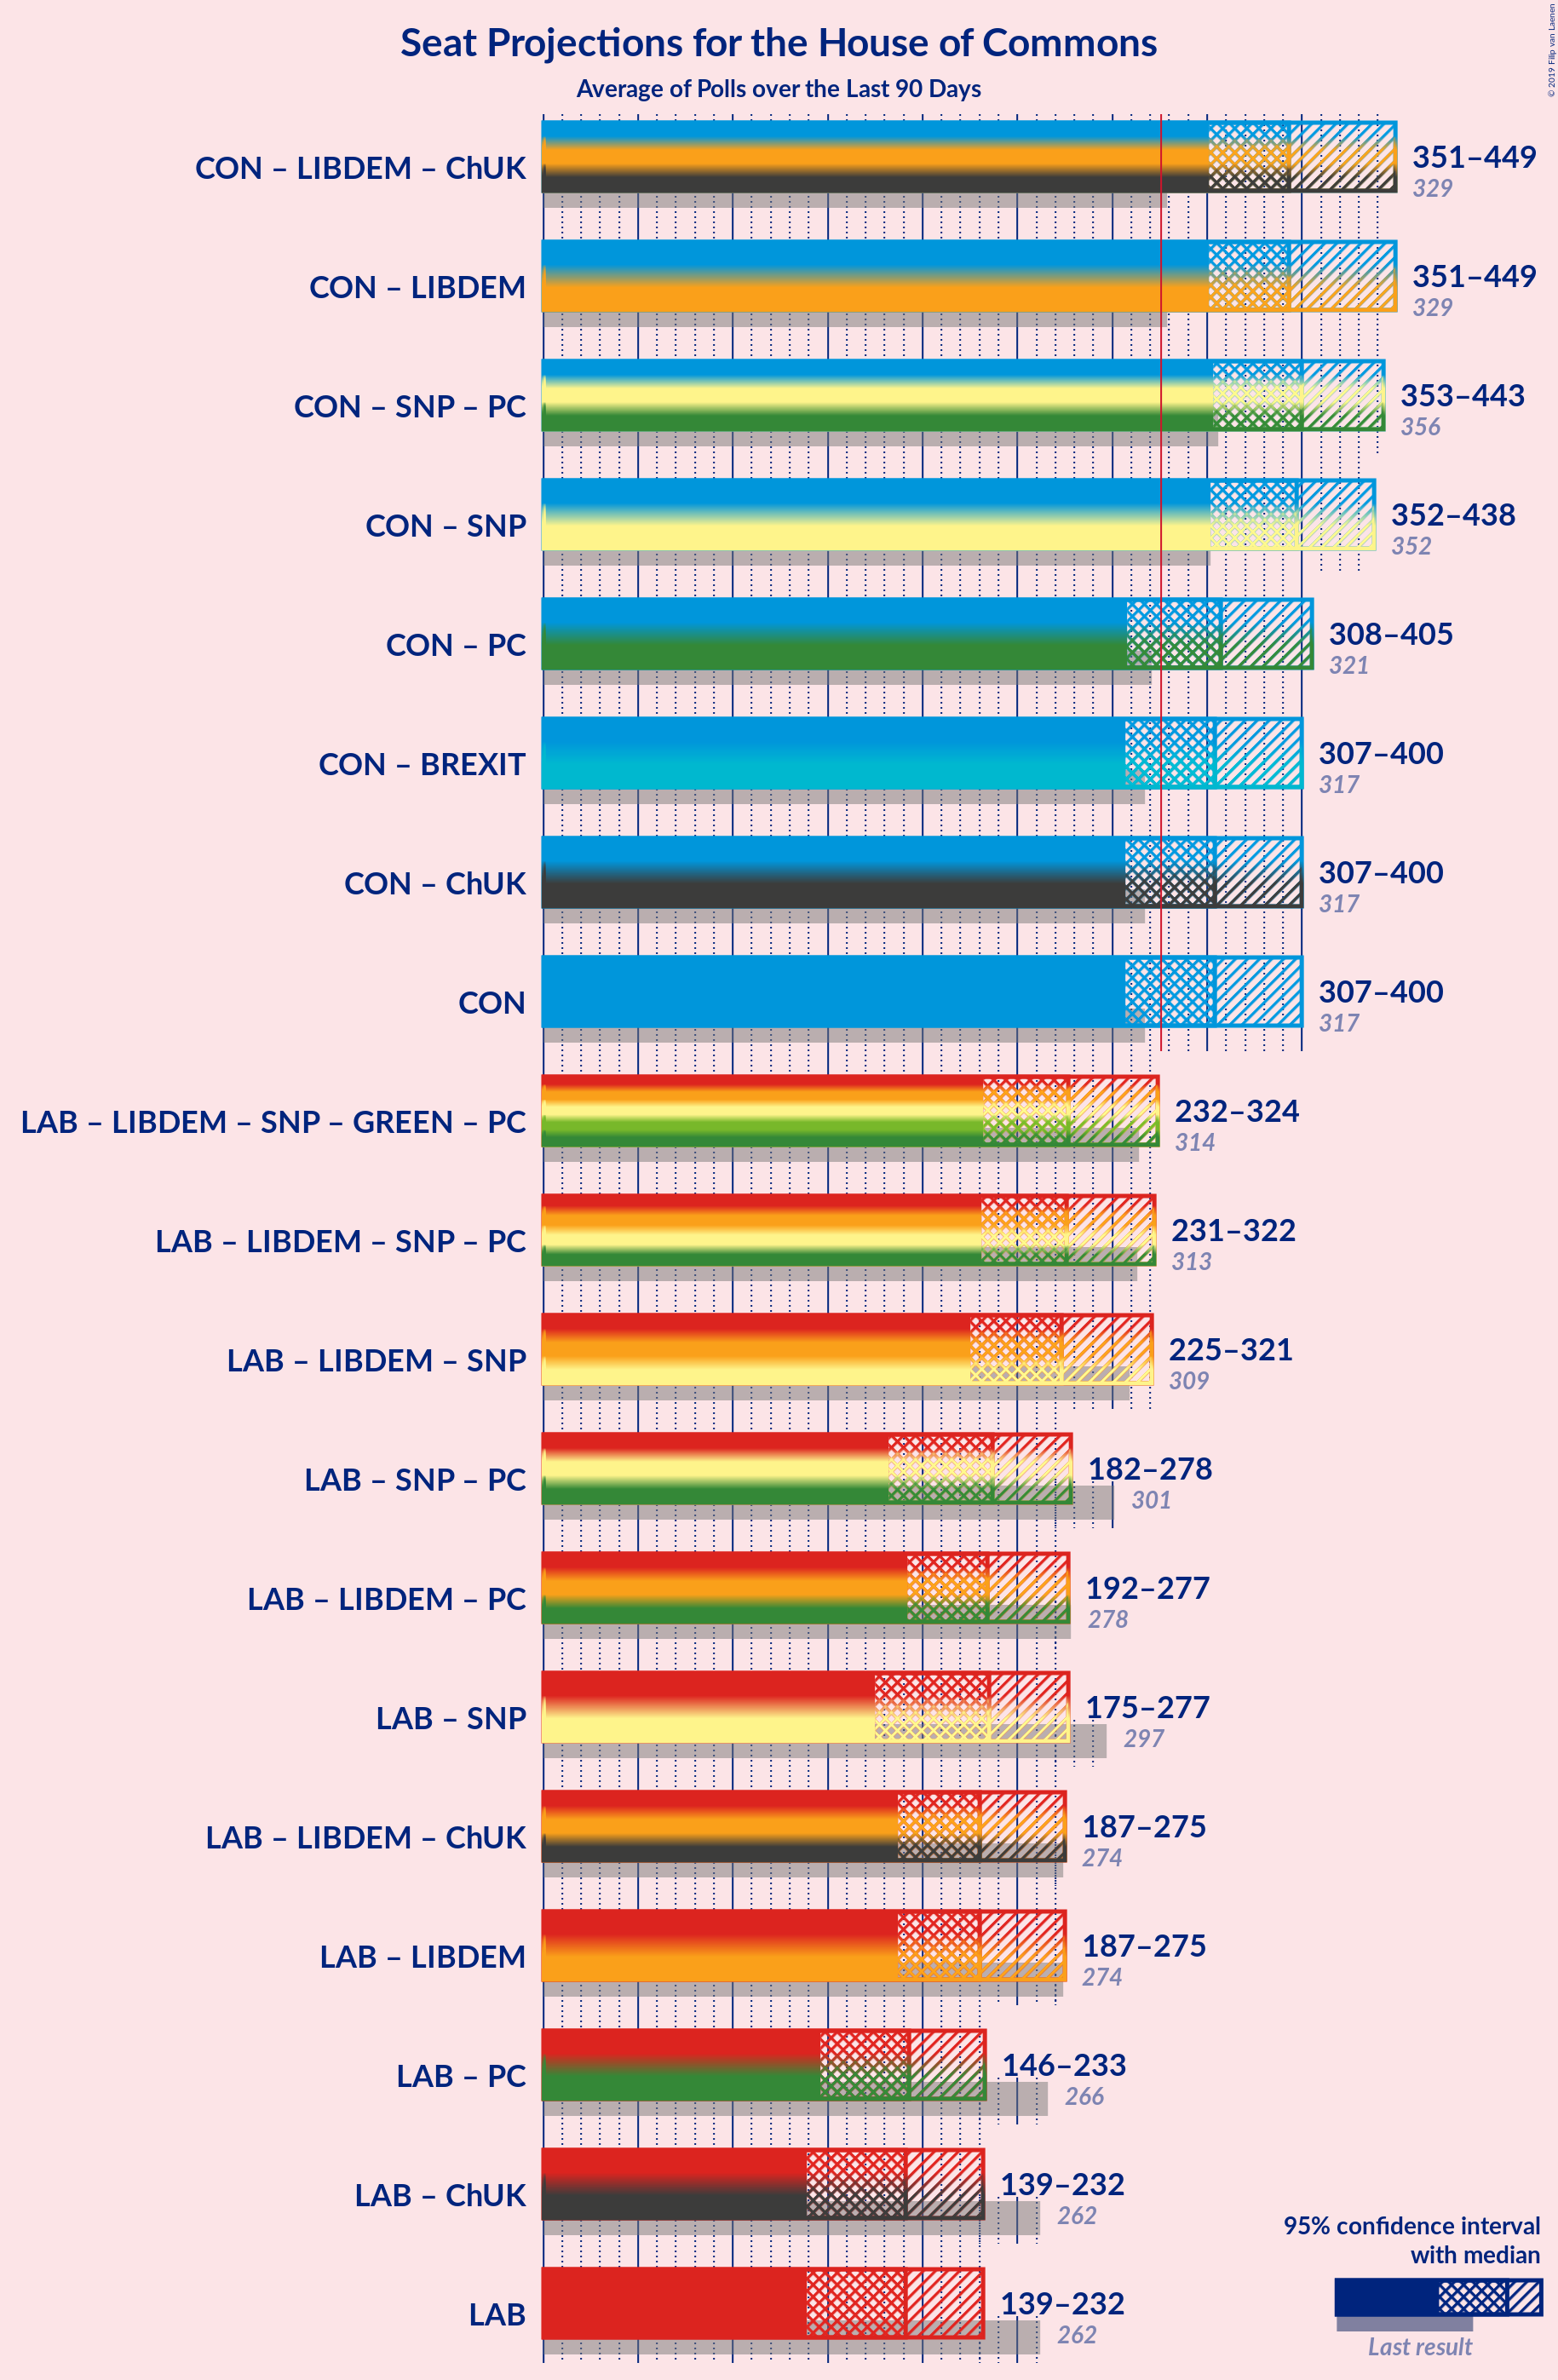 © 2019 Filip van Laenen
Seat Projections for the House of Commons
Average of Polls over the Last 90 Days
CON – LIBDEM – ChUK
351–449
329
CON – LIBDEM
351–449
329
CON – SNP – PC
353–443
356
CON – SNP
352–438
352
CON – PC
308–405
321
CON – BREXIT
307–400
317
CON – ChUK
307–400
317
CON
307–400
317
LAB – LIBDEM – SNP – GREEN – PC
232–324
314
LAB – LIBDEM – SNP – PC
231–322
313
LAB – LIBDEM – SNP
225–321
309
LAB – SNP – PC
182–278
301
LAB – LIBDEM – PC
192–277
278
LAB – SNP
175–277
297
LAB – LIBDEM – ChUK
187–275
274
LAB – LIBDEM
187–275
274
LAB – PC
146–233
266
LAB – ChUK
139–232
262
LAB
139–232
262
95% confidence interval
with median
Last result